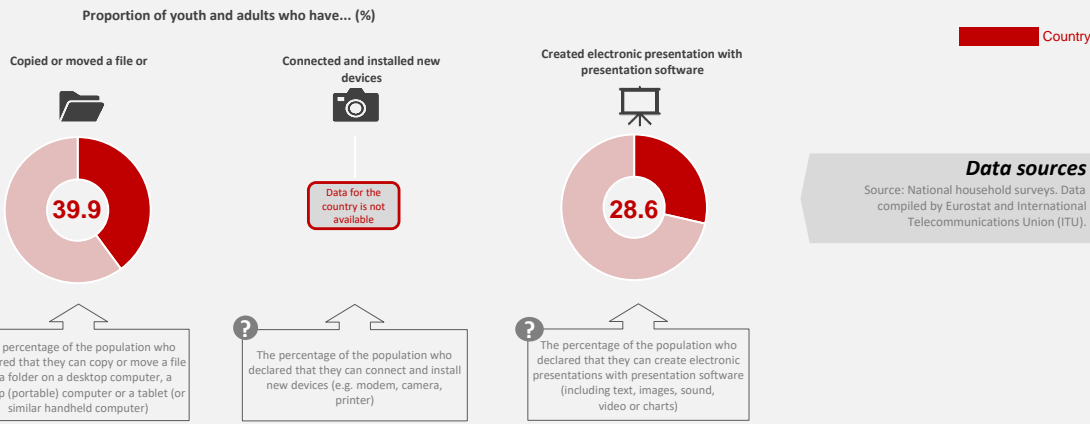 Proportion of youth and adults who have... (%)
Country
Copied or moved a file or
Connected and installed new
devices
Created electronic presentation with
presentation software
39.9
Data for the
country is not
available
28.6
Data sources
Source: National household surveys. Data
compiled by Eurostat and International
Telecommunications Union (ITU).
percentage of the population who
red that they can copy or move a file
a folder on a desktop computer, a
p (portable) computer or a tablet (or
similar handheld computer)
?
The percentage of the population who
declared that they can connect and install
new devices (e.g. modem, camera,
printer)
?
The percentage of the population who
declared that they can create electronic
presentations with presentation software
(including text, images, sound,
video or charts)